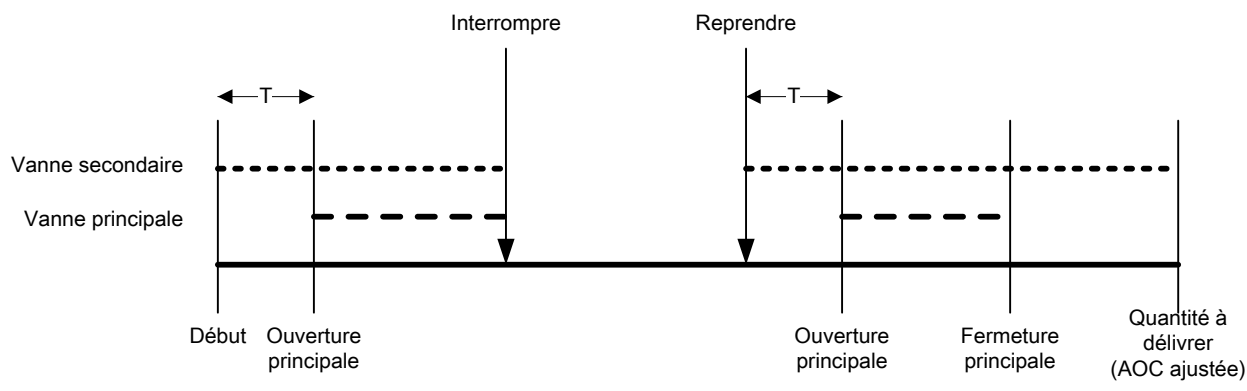 Interrompre
Reprendre
T
T
Vanne secondaire
Vanne principale
Début
Ouverture
principale
Ouverture
principale
Fermeture
principale
Quantité à
délivrer
(AOC ajustée)